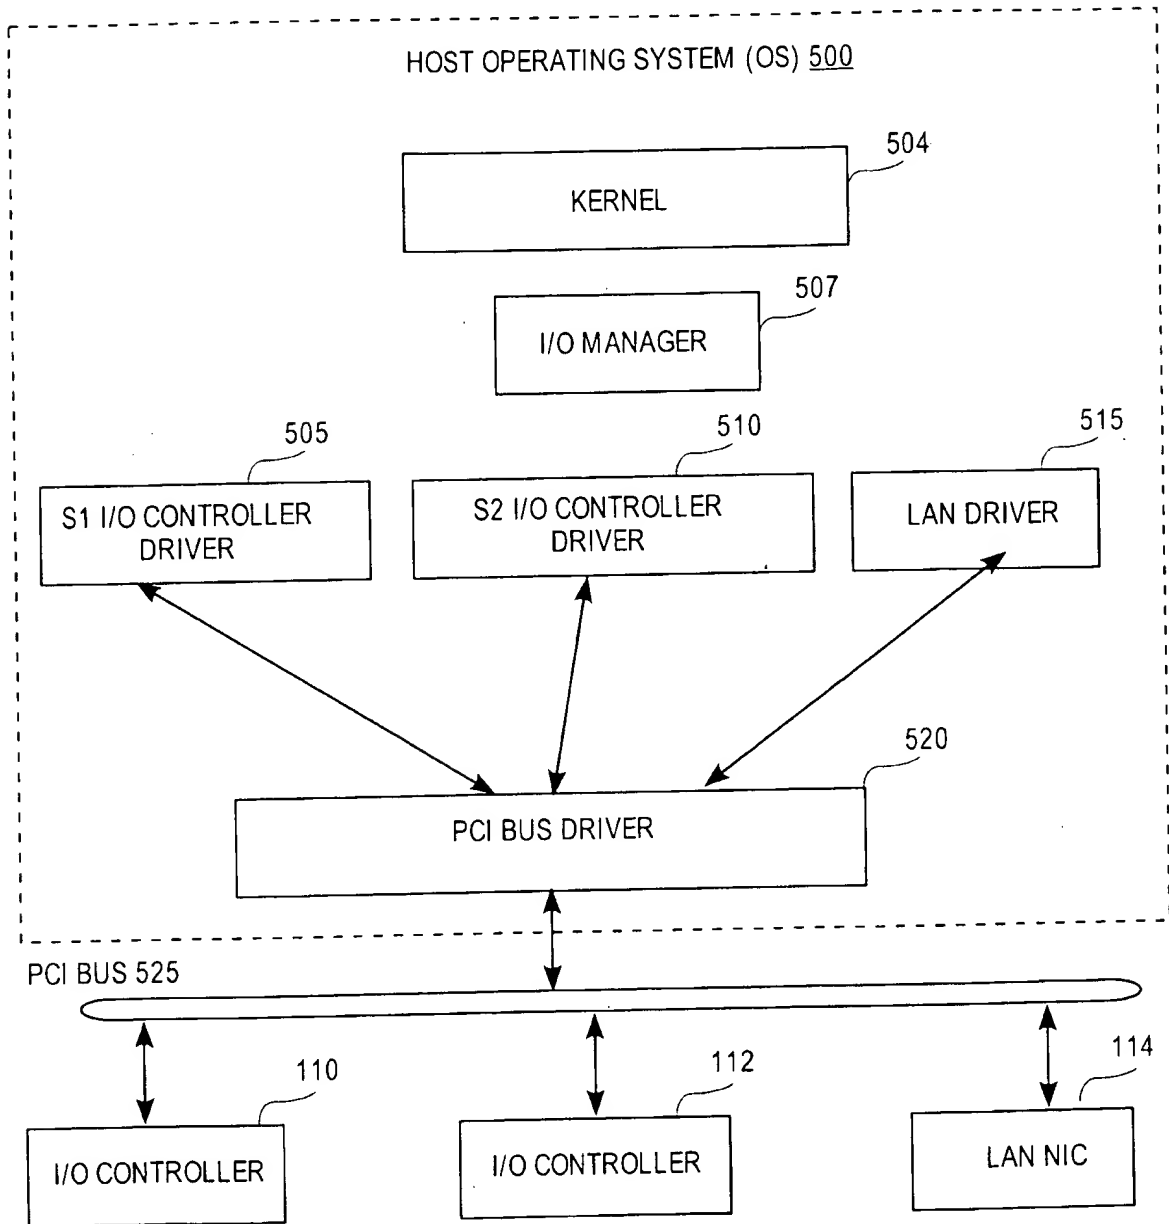 HOST OPERATING SYSTEM (OS) 500
504
KERNEL
507
I/O MANAGER
505
510
515
S1 I/O CONTROLLER
DRIVER
S2 I/O CONTROLLER
DRIVER
LAN DRIVER
520
PCI BUS DRIVER
PCI BUS 525
110
112
114
I/O CONTROLLER
I/O CONTROLLER
LAN NIC